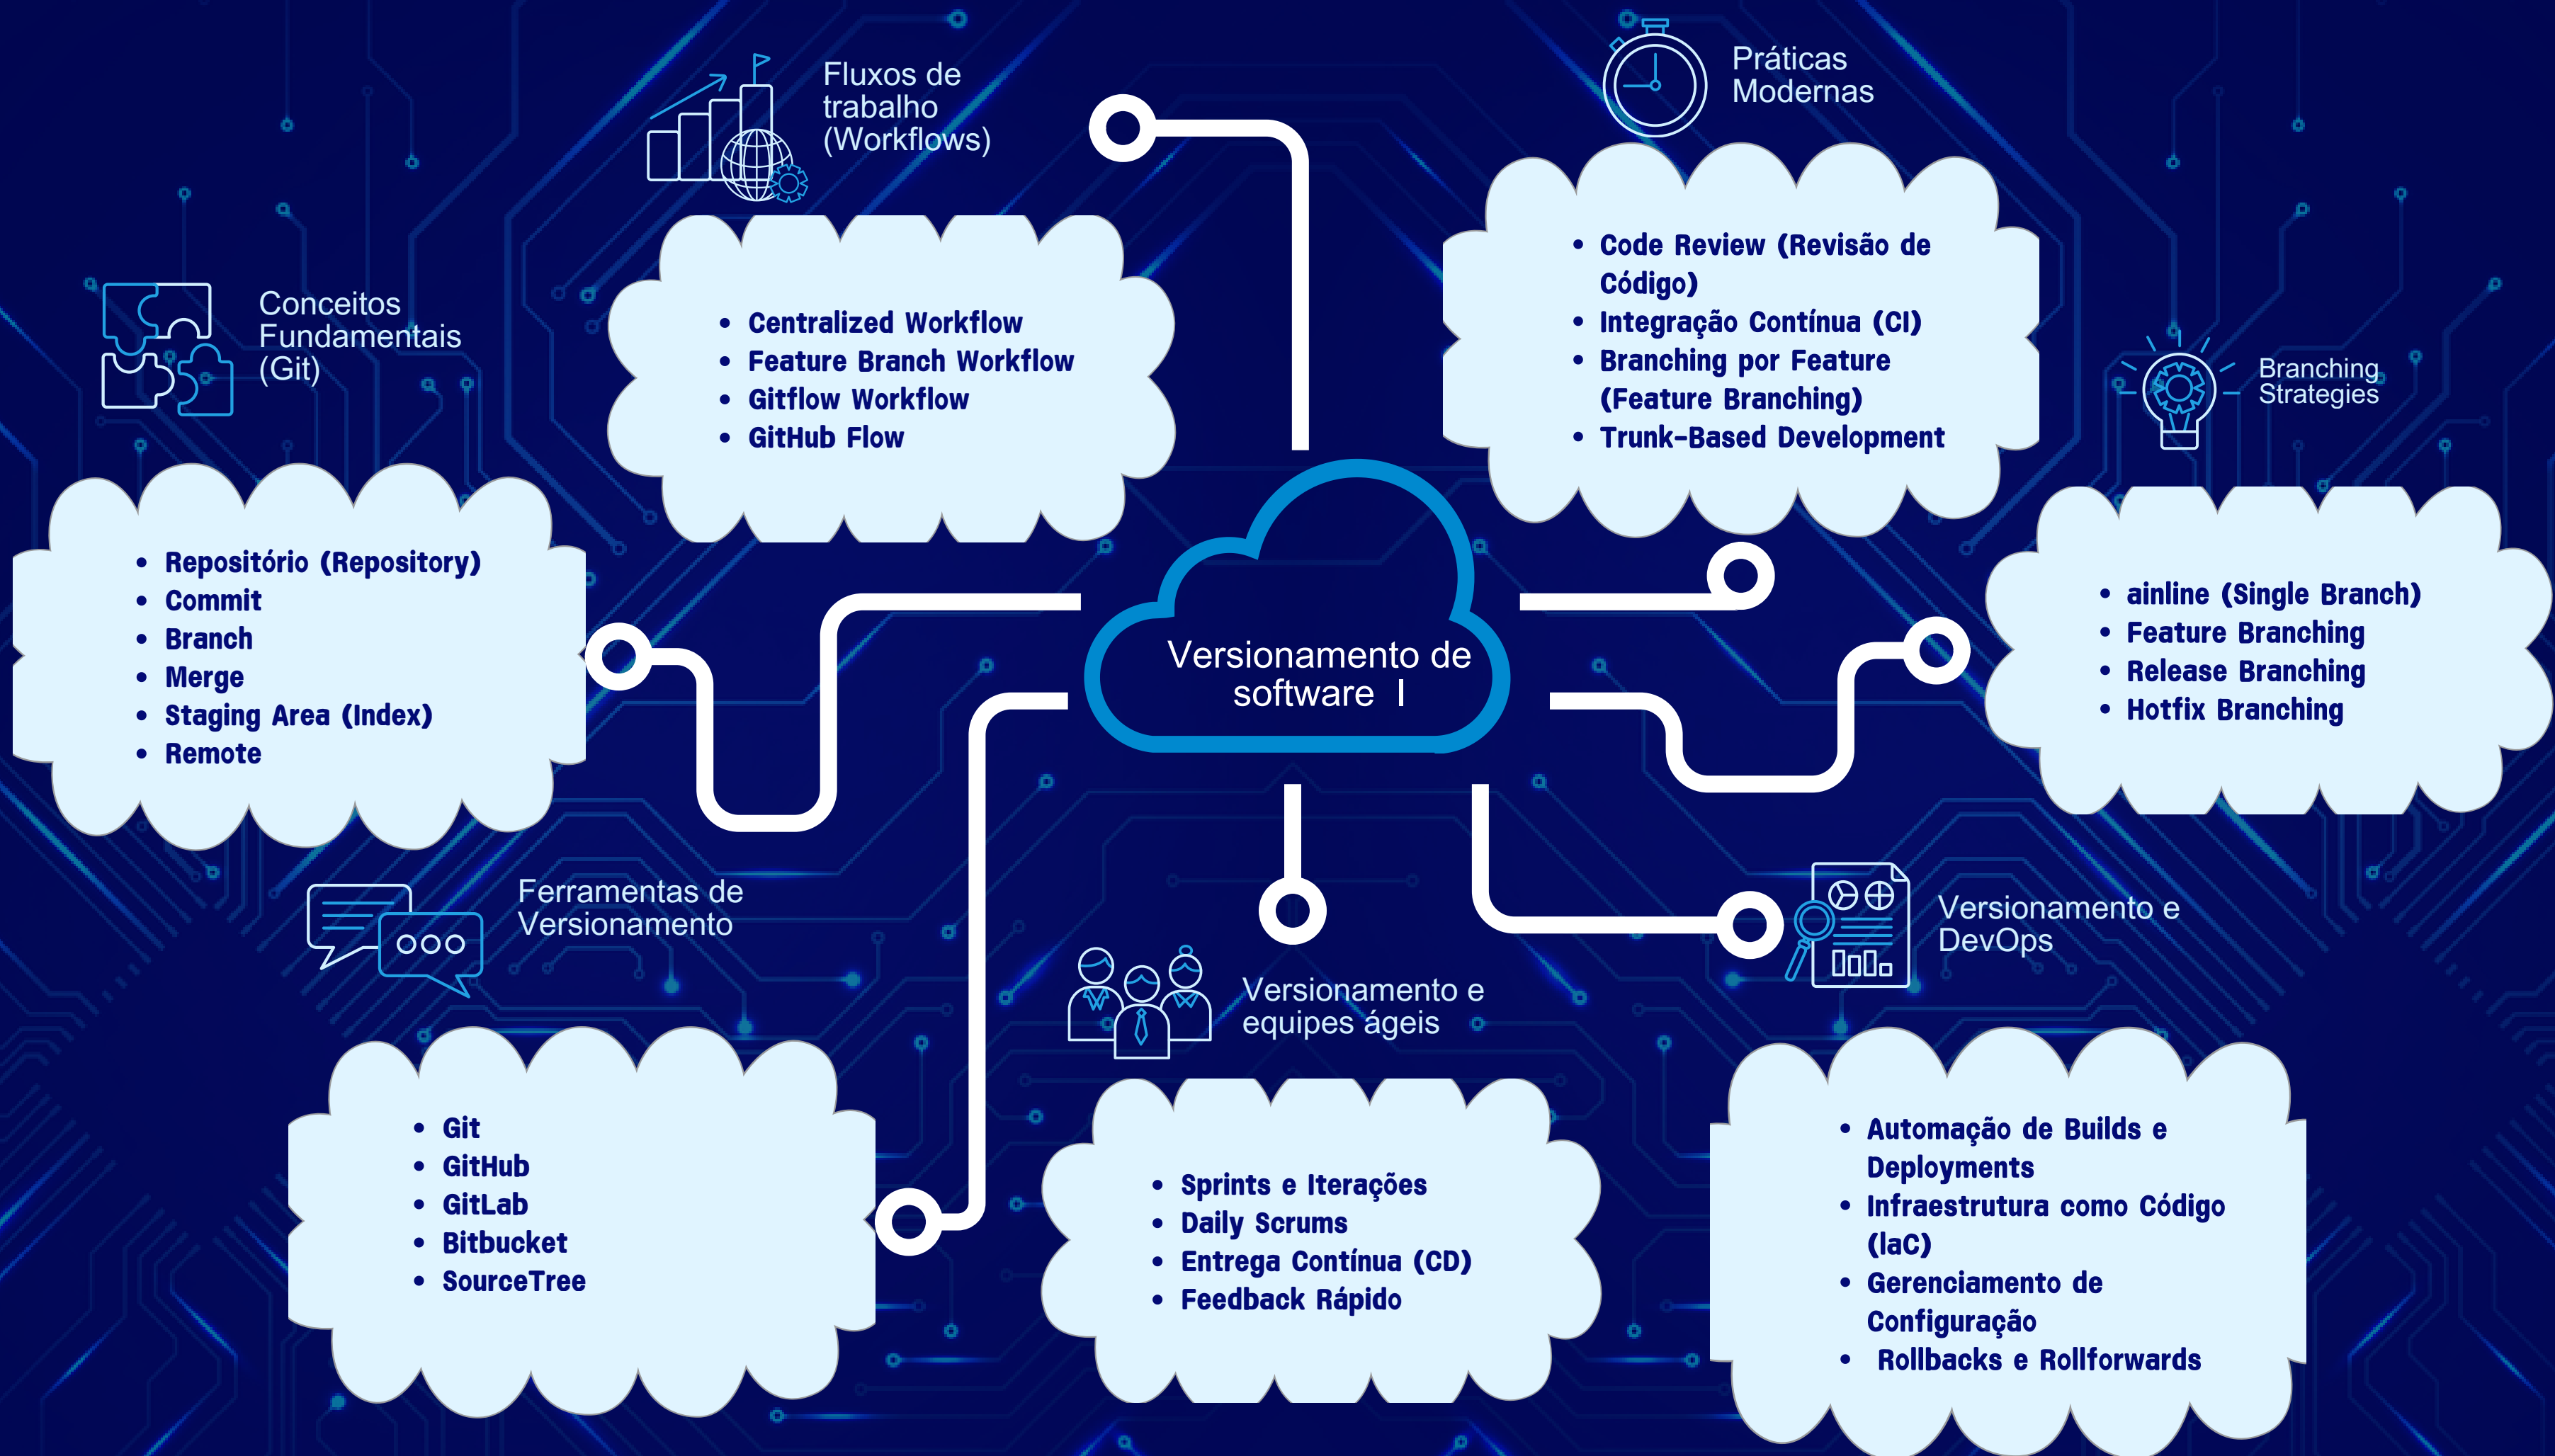 Fluxos de
trabalho
(Workflows)
• Centralized Workflow
• Feature Branch Workflow
• Gitflow Workflow
• GitHub Flow
Práticas
Modernas
• Code Review (Revisão de
Código)
• Integração Contínua (CI)
• Branching por Feature
(Feature Branching)
• Trunk-Based Development
Conceitos
Fundamentais
(Git)
• Repositório (Repository)
• Commit
• Branch
• Merge
• Staging Area (Index)
• Remote
Branching
Strategies
• ainline (Single Branch)
• Feature Branching
• Release Branching
• Hotfix Branching
Versionamento de
software I
Ferramentas de
Versionamento
• Git
• GitHub
• GitLab
• Bitbucket
• SourceTree
Versionamento e
equipes ágeis
• Sprints e Iterações
• Daily Scrums
• Entrega Contínua (CD)
• Feedback Rápido
Versionamento e
DevOps
• Automação de Builds e
Deployments
• Infraestrutura como Código
(IaC)
• Gerenciamento de
Configuração
• Rollbacks e Rollforwards